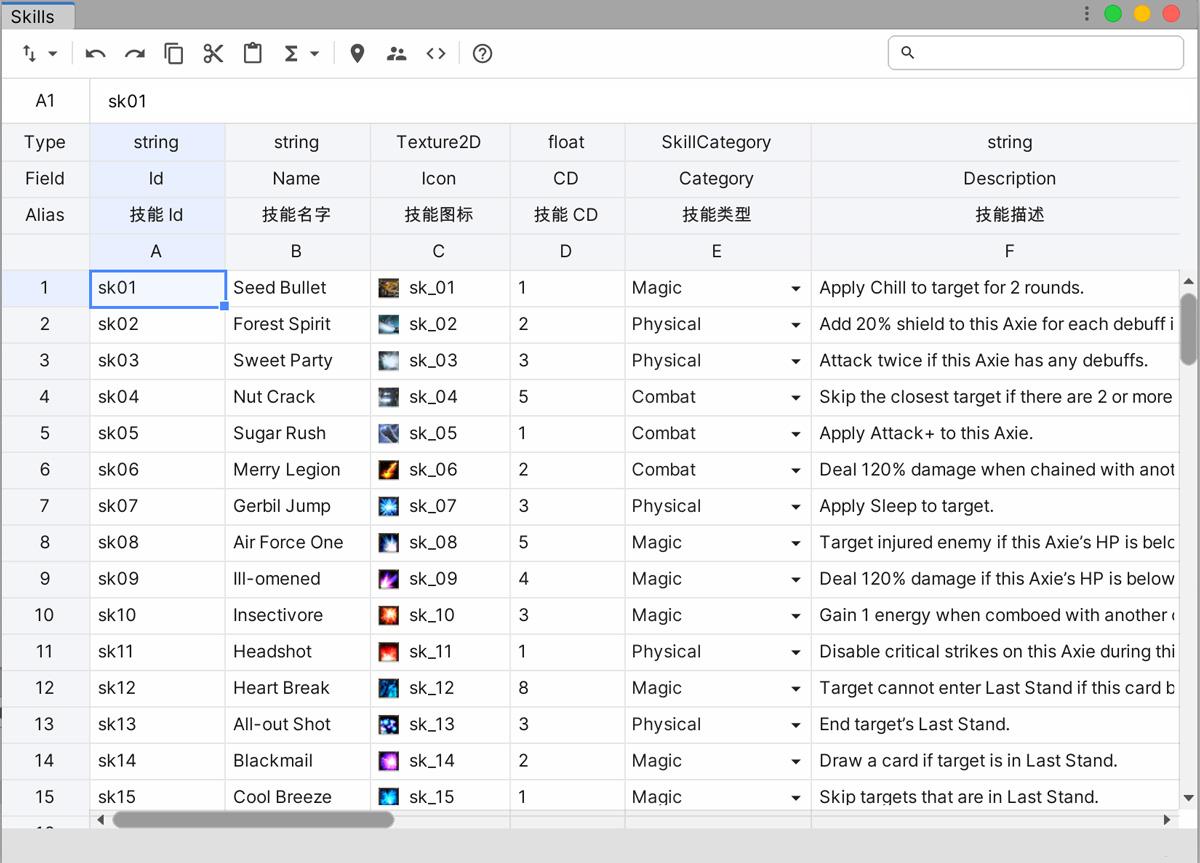 Skills
A1 sk01
Type string string Texture2D float SkillCategory string
Field Id Name Icon CD Category Description
Alias 技能 Id 技能名字 技能图标 技能 CD 技能类型 技能描述
A B C D E F
1 sk01 Seed Bullet sk_01 1 Magic Apply Chill to target for 2 rounds.
2 sk02 Forest Spirit sk_02 2 Physical Add 20% shield to this Axie for each debuff i
3 sk03 Sweet Party sk_03 3 Physical Attack twice if this Axie has any debuffs.
4 sk04 Nut Crack sk_04 5 Combat Skip the closest target if there are 2 or more
5 sk05 Sugar Rush sk_05 1 Combat Apply Attack+ to this Axie.
6 sk06 Merry Legion sk_06 2 Combat Deal 120% damage when chained with anot
7 sk07 Gerbil Jump sk_07 3 Physical Apply Sleep to target.
8 sk08 Air Force One sk_08 5 Magic Target injured enemy if this Axie’s HP is
9 sk09 Ill-omened sk_09 4 Magic Deal 120% damage if this Axie’s HP is below
10 sk10 Insectivore sk_10 3 Magic Gain 1 energy when comboed with another
11 sk11 Headshot sk_11 1 Physical Disable critical strikes on this Axie during thi
12 sk12 Heart Break sk_12 8 Magic Target cannot enter Last Stand if this card b
13 sk13 All-out Shot sk_13 3 Physical End target’s Last Stand.
14 sk14 Blackmail sk_14 2 Magic Draw a card if target is in Last Stand.
15 sk15 Cool Breeze sk_15 1 Magic Skip targets that are in Last Stand.